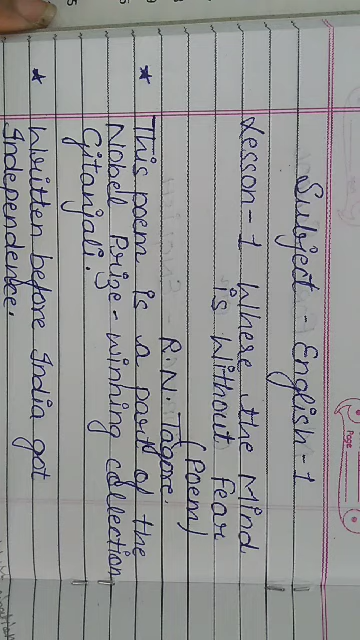 Page
Subject - English - 1
Lesson - 1 Where the Mind
is Without fear
(Poem)
R.N. Tagore.
★ This poem is a part of the
Nobel Prize - winning collection
Gitanjali.
★ Written before India got
Independence.